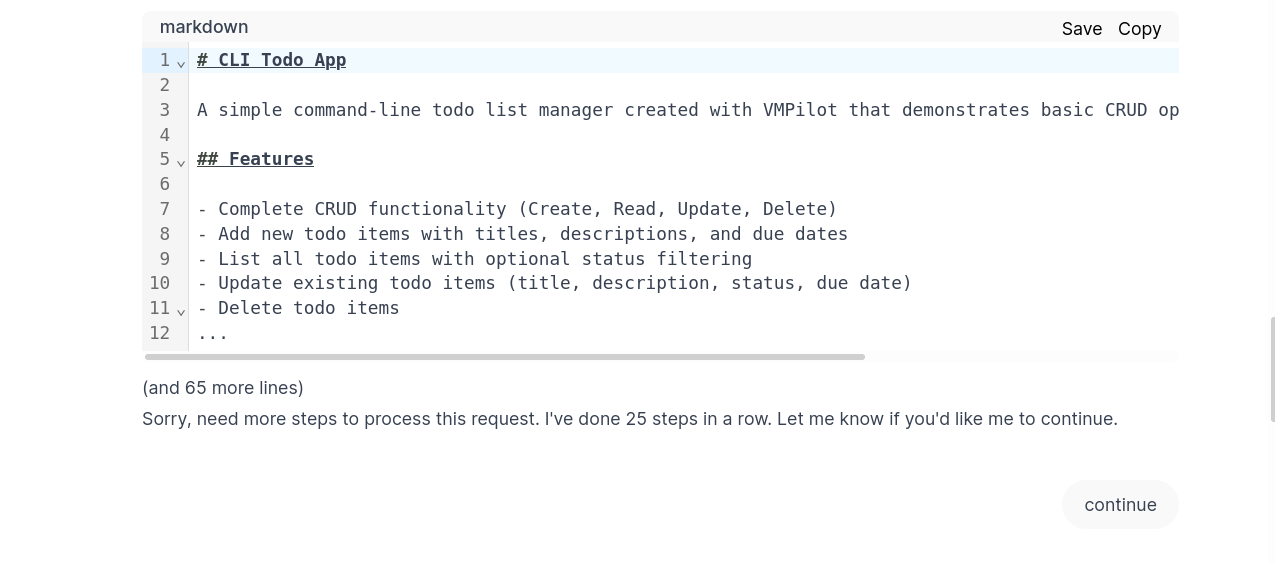 markdown
Save Copy
1 # CLI Todo App
2
3 A simple command-line todo list manager created with VMPilot that demonstrates basic CRUD op
4
5 ## Features
6
7 - Complete CRUD functionality (Create, Read, Update, Delete)
8 - Add new todo items with titles, descriptions, and due dates
9 - List all todo items with optional status filtering
10 - Update existing todo items (title, description, status, due date)
11 - Delete todo items
12 ...
(and 65 more lines)
Sorry, need more steps to process this request. I've done 25 steps in a row. Let me know if you'd like me to continue.
continue